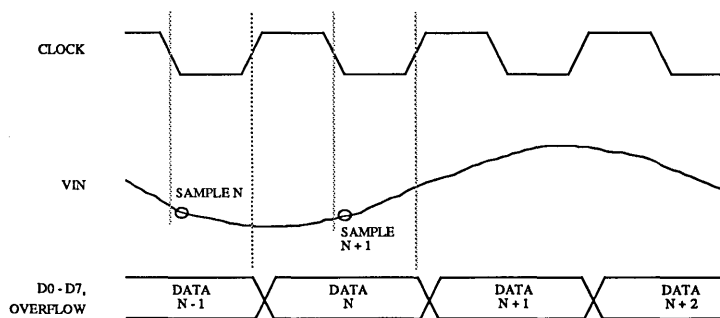 CLOCK
VIN
SAMPLE N
SAMPLE
N + 1
D0 - D7,
OVERFLOW
DATA
N - 1
DATA
N
DATA
N + 1
DATA
N + 2